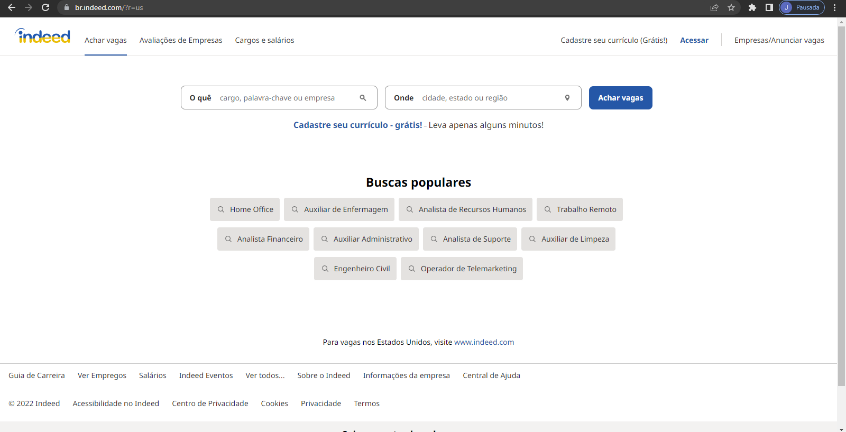 br.indeed.com/?r=us
J Pausada
indeed Achar vagas Avaliações de Empresas Cargos e salários Cadastre seu currículo (Grátis!) Acessar Empresas/Anunciar vagas
O quê cargo, palavra-chave ou empresa Onde cidade, estado ou região Achar vagas
Cadastre seu currículo - grátis! - Leva apenas alguns minutos!
Buscas populares
Home Office Auxiliar de Enfermagem Analista de Recursos Humanos Trabalho Remoto
Analista Financeiro Auxiliar Administrativo Analista de Suporte Auxiliar de Limpeza
Engenheiro Civil Operador de Telemarketing
Para vagas nos Estados Unidos, visite www.indeed.com
Guia de Carreira Ver Empregos Salários Indeed Eventos Ver todos... Sobre o Indeed Informações da empresa Central de Ajuda
© 2022 Indeed Acessibilidade no Indeed Centro de Privacidade Cookies Privacidade Termos